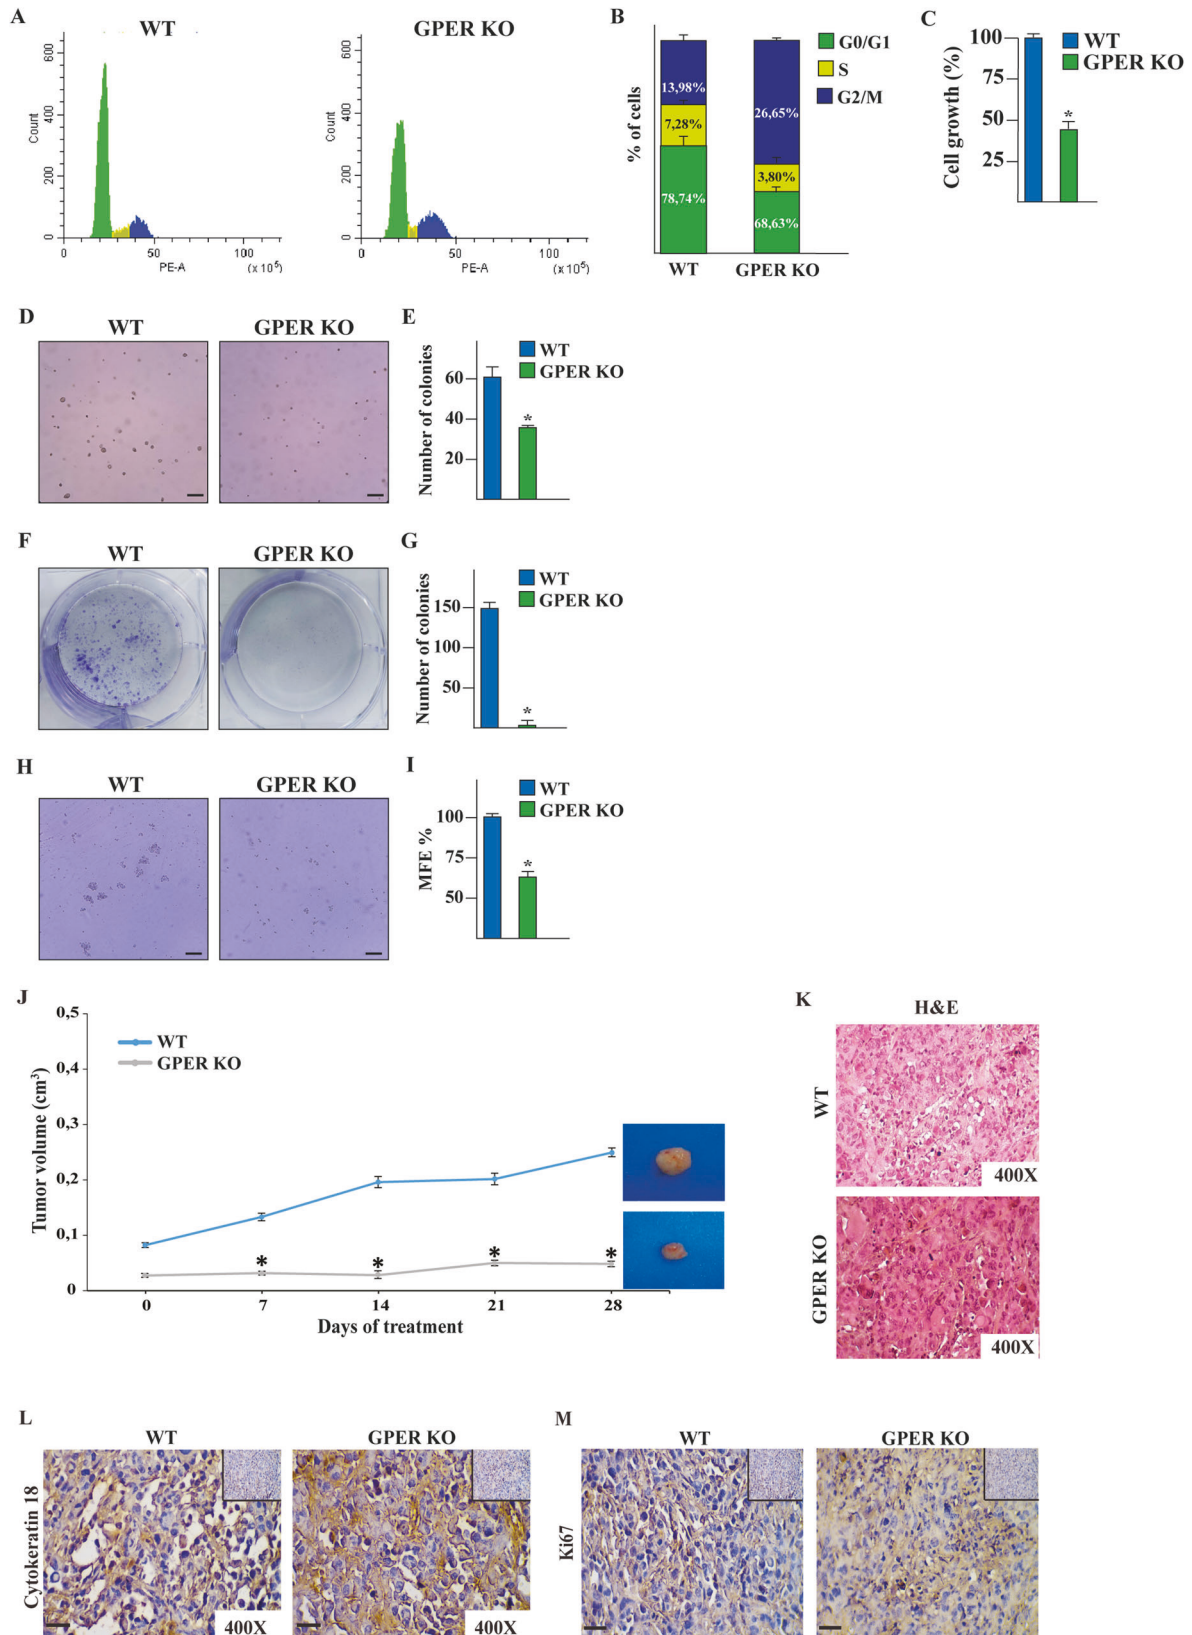 A
WT
GPER KO
600
400
200
0
Count
0
50
100
PE-A
(x 10⁵)
600
400
200
0
Count
0
50
100
PE-A
(x 10⁵)
B
% of cells
13,98%
7,28%
78,74%
26,65%
3,80%
68,63%
WT
GPER KO
G0/G1
S
G2/M
C
Cell growth (%)
100
75
50
25
*
WT
GPER KO
D
WT
GPER KO
E
Number of colonies
60
40
20
*
WT
GPER KO
F
WT
GPER KO
G
Number of colonies
150
100
50
*
WT
GPER KO
H
WT
GPER KO
I
MFE %
100
75
50
*
WT
GPER KO
J
Tumor volume (cm³)
0,5
0,4
0,3
0,2
0,1
0
WT
GPER KO
* * * *
0 7 14 21 28
Days of treatment
K
H&E
WT
400X
GPER KO
400X
L
WT
GPER KO
Cytokeratin 18
400X
400X
M
WT
GPER KO
Ki67